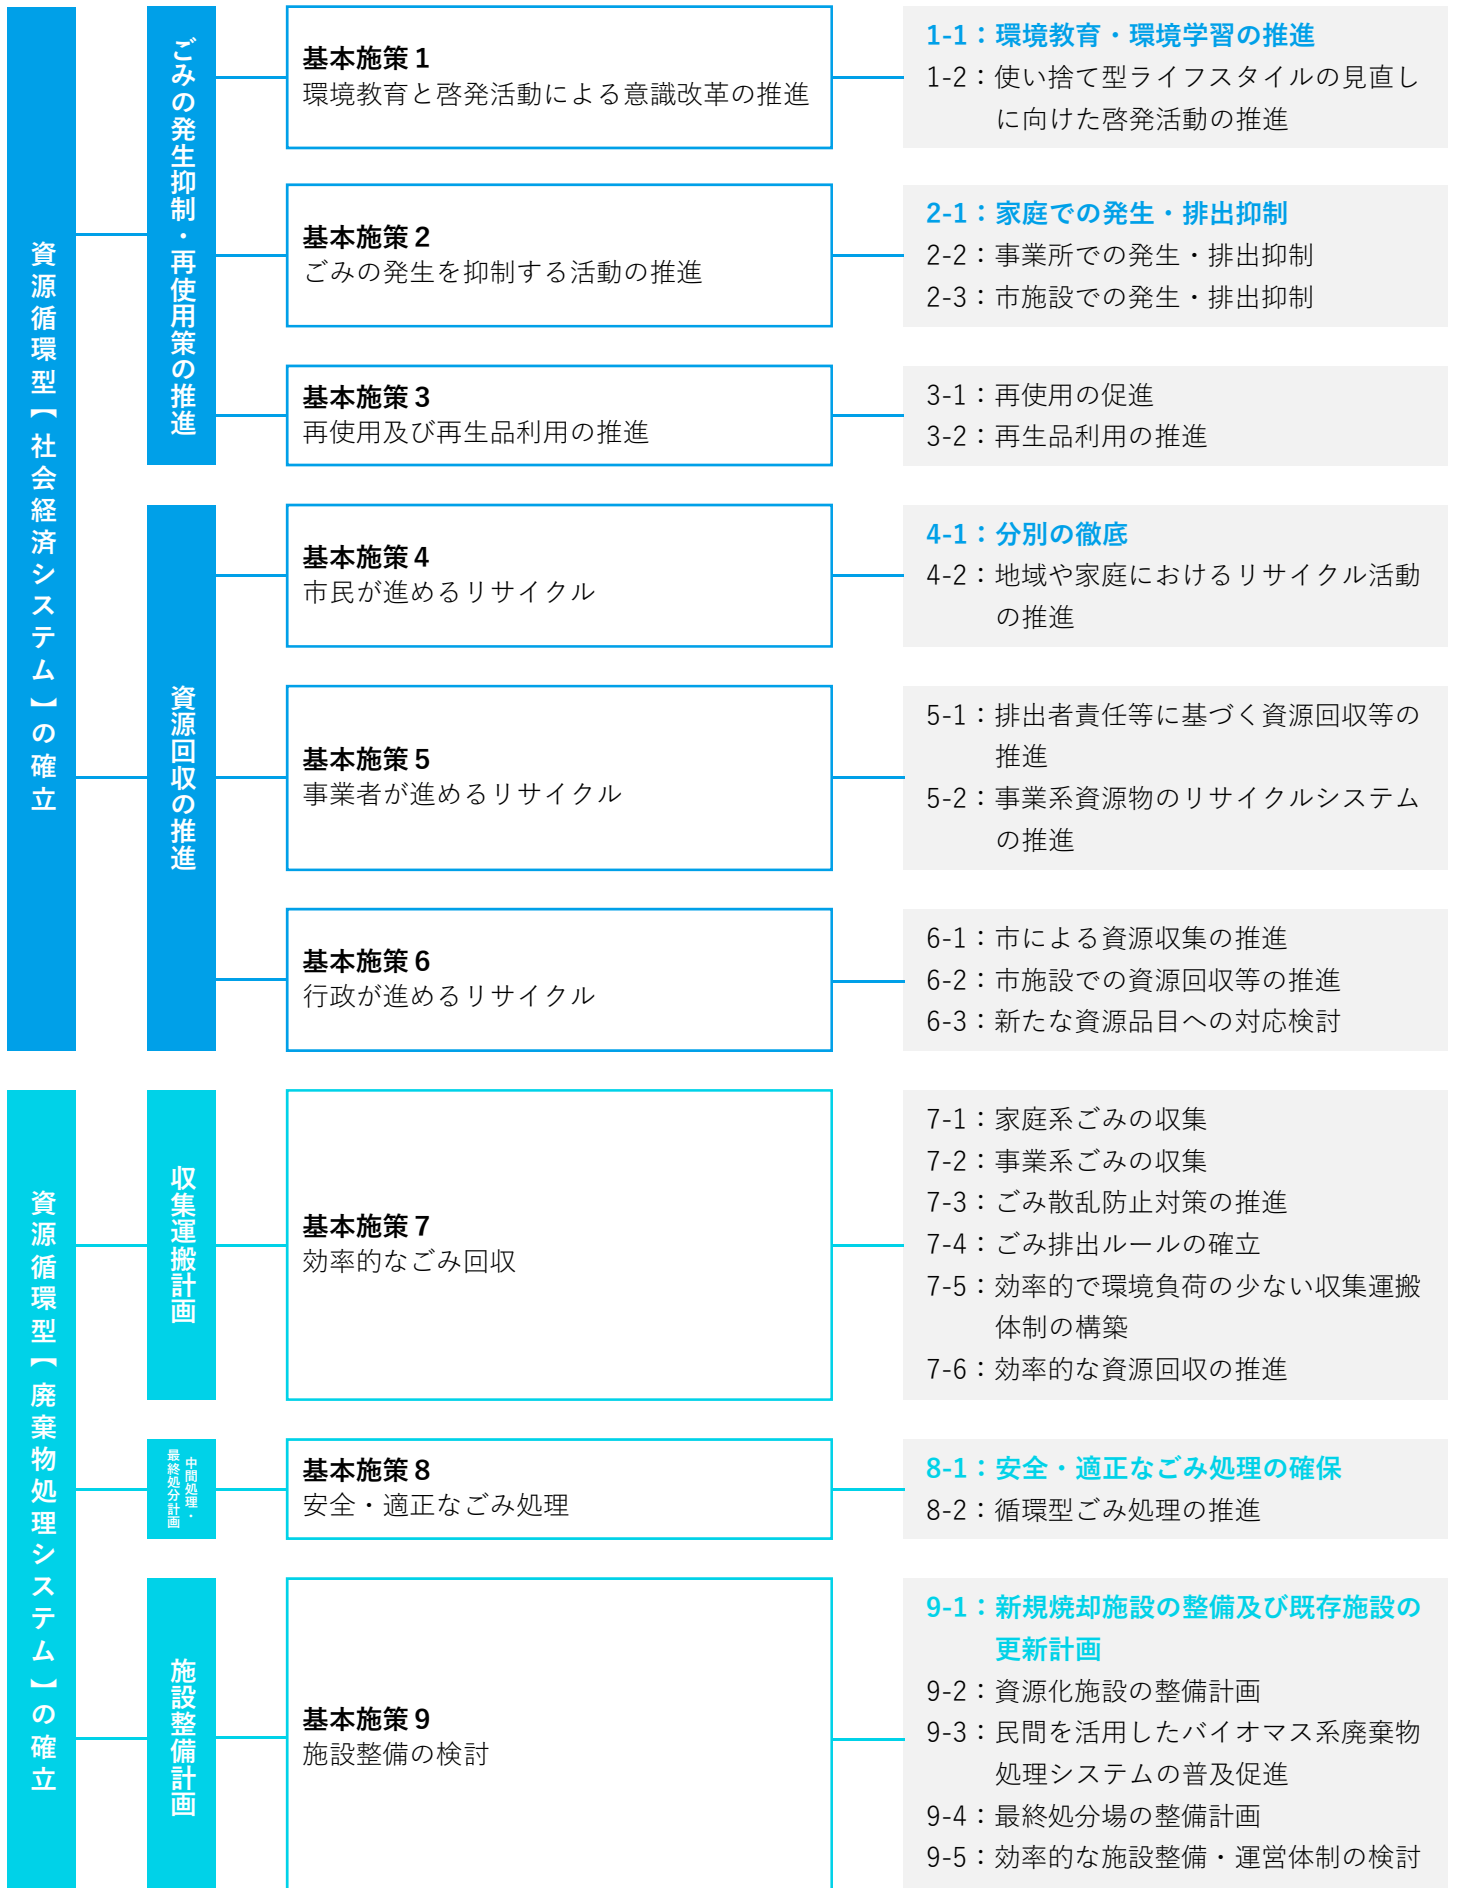 資源循環型【社会経済システム】の確立
ごみの発生抑制・再使用策の推進
基本施策1
環境教育と啓発活動による意識改革の推進
1-1：環境教育・環境学習の推進
1-2：使い捨て型ライフスタイルの見直し
に向けた啓発活動の推進
基本施策2
ごみの発生を抑制する活動の推進
2-1：家庭での発生・排出抑制
2-2：事業所での発生・排出抑制
2-3：市施設での発生・排出抑制
基本施策3
再使用及び再生品利用の推進
3-1：再使用の促進
3-2：再生品利用の推進
資源回収の推進
基本施策4
市民が進めるリサイクル
4-1：分別の徹底
4-2：地域や家庭におけるリサイクル活動
の推進
基本施策5
事業者が進めるリサイクル
5-1：排出者責任等に基づく資源回収等の
推進
5-2：事業系資源物のリサイクルシステム
の推進
基本施策6
行政が進めるリサイクル
6-1：市による資源収集の推進
6-2：市施設での資源回収等の推進
6-3：新たな資源品目への対応検討
資源循環型【廃棄物処理システム】の確立
収集運搬計画
基本施策7
効率的なごみ回収
7-1：家庭系ごみの収集
7-2：事業系ごみの収集
7-3：ごみ散乱防止対策の推進
7-4：ごみ排出ルールの確立
7-5：効率的で環境負荷の少ない収集運搬
体制の構築
7-6：効率的な資源回収の推進
中間処理・
最終処分計画
基本施策8
安全・適正なごみ処理
8-1：安全・適正なごみ処理の確保
8-2：循環型ごみ処理の推進
施設整備計画
基本施策9
施設整備の検討
9-1：新規焼却施設の整備及び既存施設の
更新計画
9-2：資源化施設の整備計画
9-3：民間を活用したバイオマス系廃棄物
処理システムの普及促進
9-4：最終処分場の整備計画
9-5：効率的な施設整備・運営体制の検討